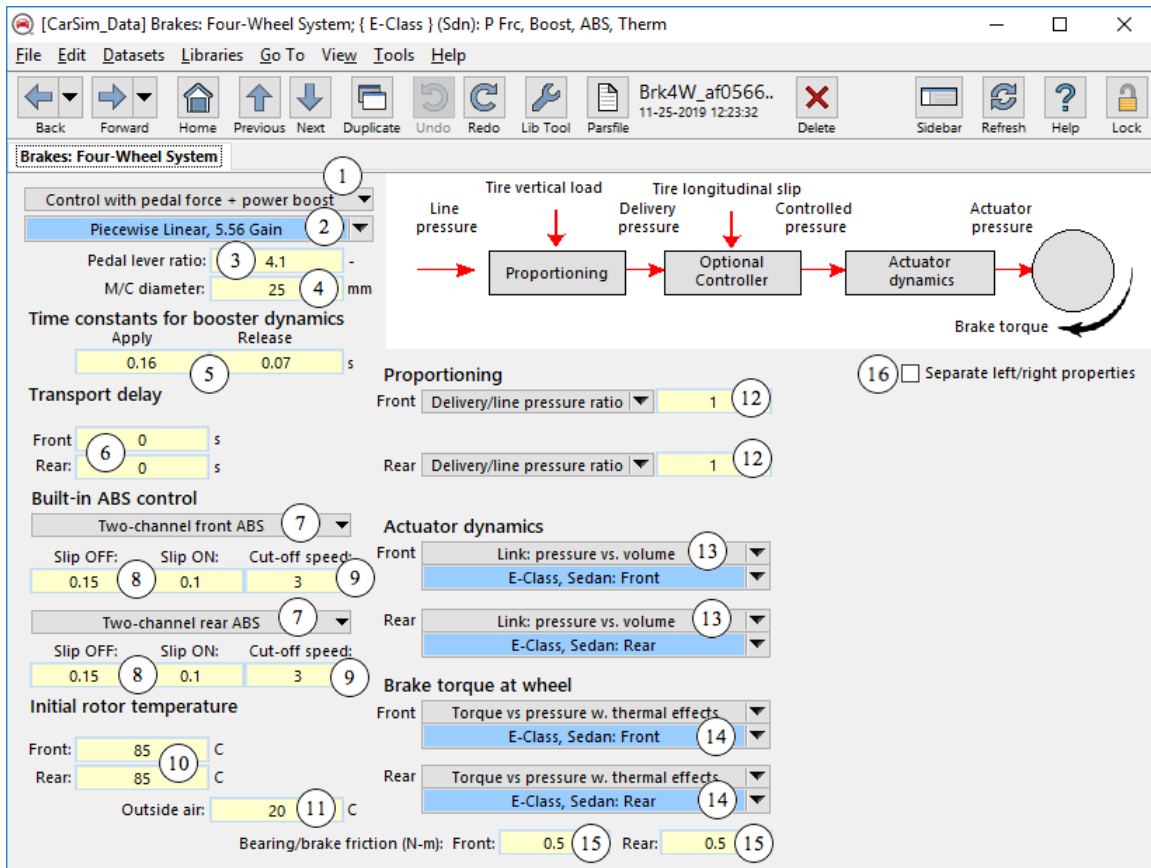 [CarSim_Data] Brakes: Four-Wheel System; { E-Class } (Sdn): P Frc, Boost, ABS, Therm
File Edit Datasets Libraries Go To View Tools Help
Brk4W_af0566..
11-25-2019 12:23:32
Back Forward Home Previous Next Duplicate Undo Redo Lib Tool Parsfile Delete Sidebar Refresh Help Lock
Brakes: Four-Wheel System
1
Control with pedal force + power boost
Piecewise Linear, 5.56 Gain 2
Pedal lever ratio: 3 4.1 -
M/C diameter: 25 4 mm
Time constants for booster dynamics
Apply Release
0.16 0.07 s
5
Transport delay
Front 0 s
6
Rear: 0 s
Built-in ABS control
Two-channel front ABS 7
Slip OFF: Slip ON: Cut-off speed:
0.15 8 0.1 3 9
Two-channel rear ABS 7
Slip OFF: Slip ON: Cut-off speed:
0.15 8 0.1 3 9
Initial rotor temperature
Front: 85 C
10
Rear: 85 C
Outside air: 20 11 C
Tire vertical load Tire longitudinal slip
Line pressure
Delivery pressure
Controlled pressure
Actuator pressure
Proportioning
Optional Controller
Actuator dynamics
Brake torque
16 Separate left/right properties
Proportioning
Front Delivery/line pressure ratio 1 12
Rear Delivery/line pressure ratio 1 12
Actuator dynamics
Front Link: pressure vs. volume 13
E-Class, Sedan: Front
Rear Link: pressure vs. volume 13
E-Class, Sedan: Rear
Brake torque at wheel
Front Torque vs pressure w. thermal effects
E-Class, Sedan: Front 14
Rear Torque vs pressure w. thermal effects
E-Class, Sedan: Rear 14
Bearing/brake friction (N-m): Front: 0.5 15 Rear: 0.5 15